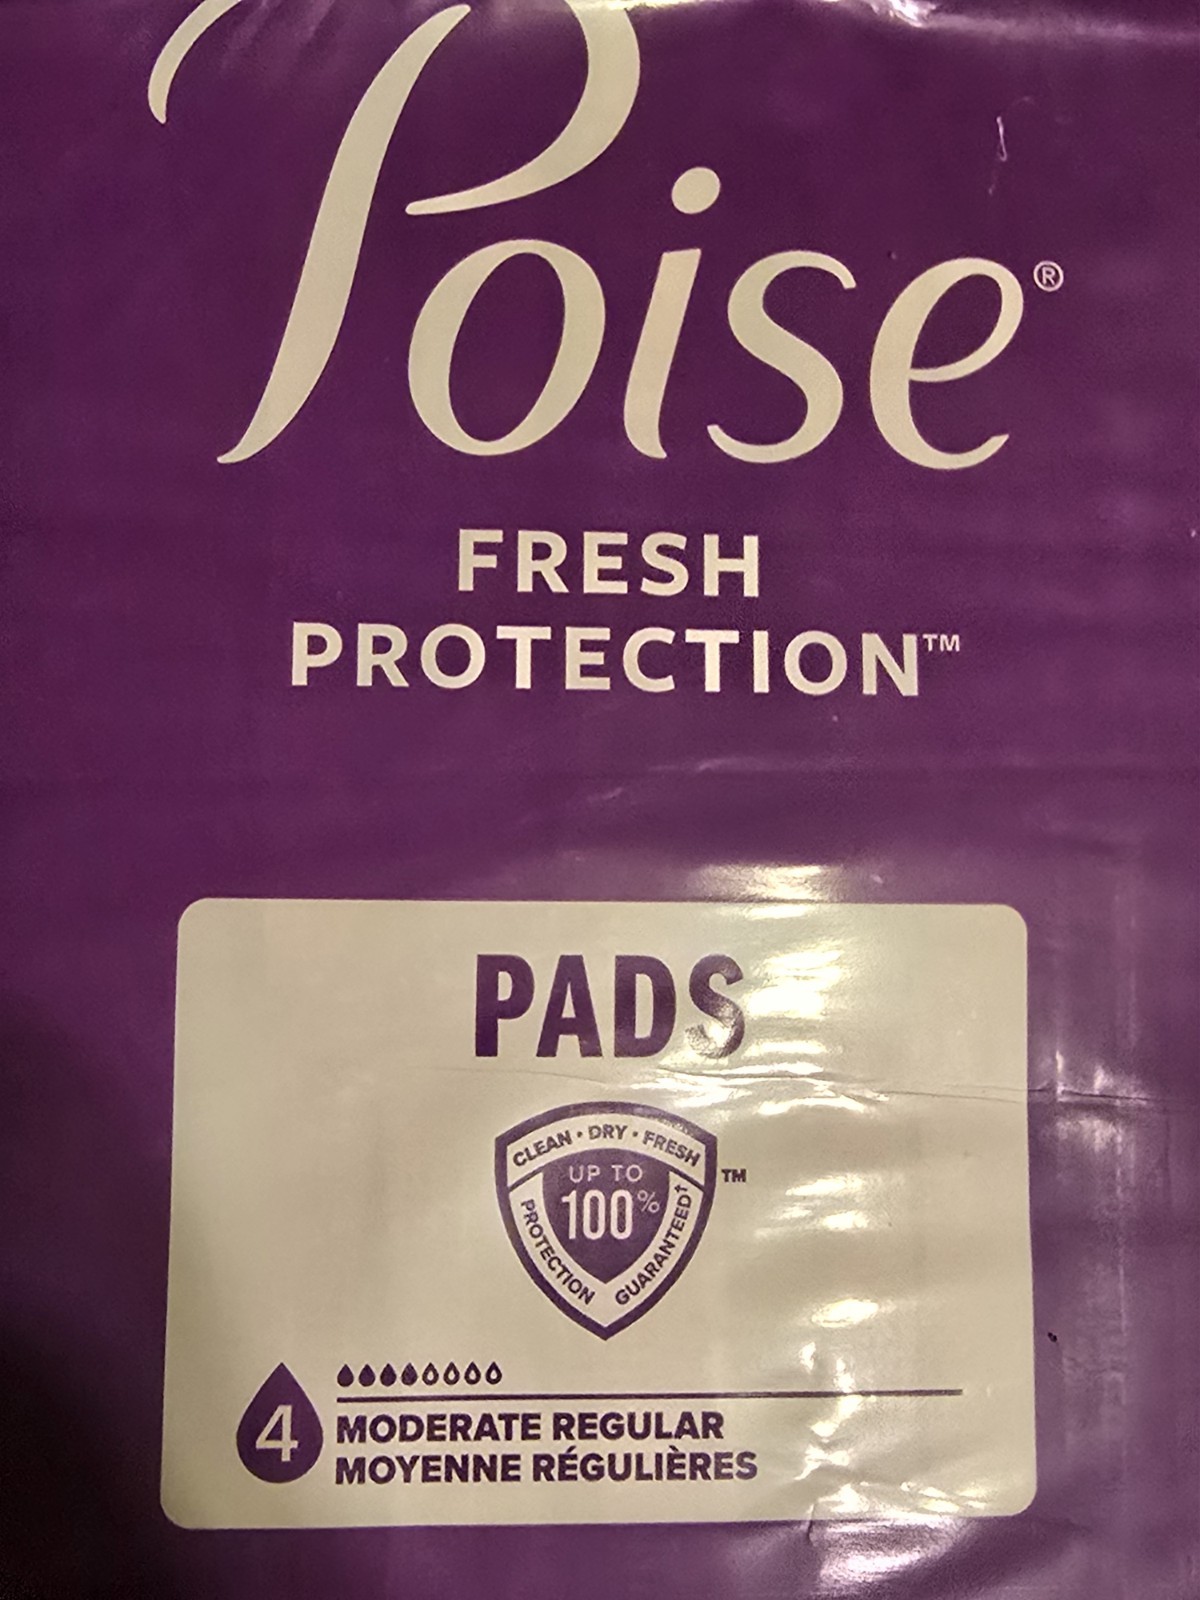 Poise®
FRESH
PROTECTION™
PADS
CLEAN • DRY • FRESH
UP TO
100%
PROTECTION GUARANTEED†
™
4
MODERATE REGULAR
MOYENNE RÉGULIÈRES